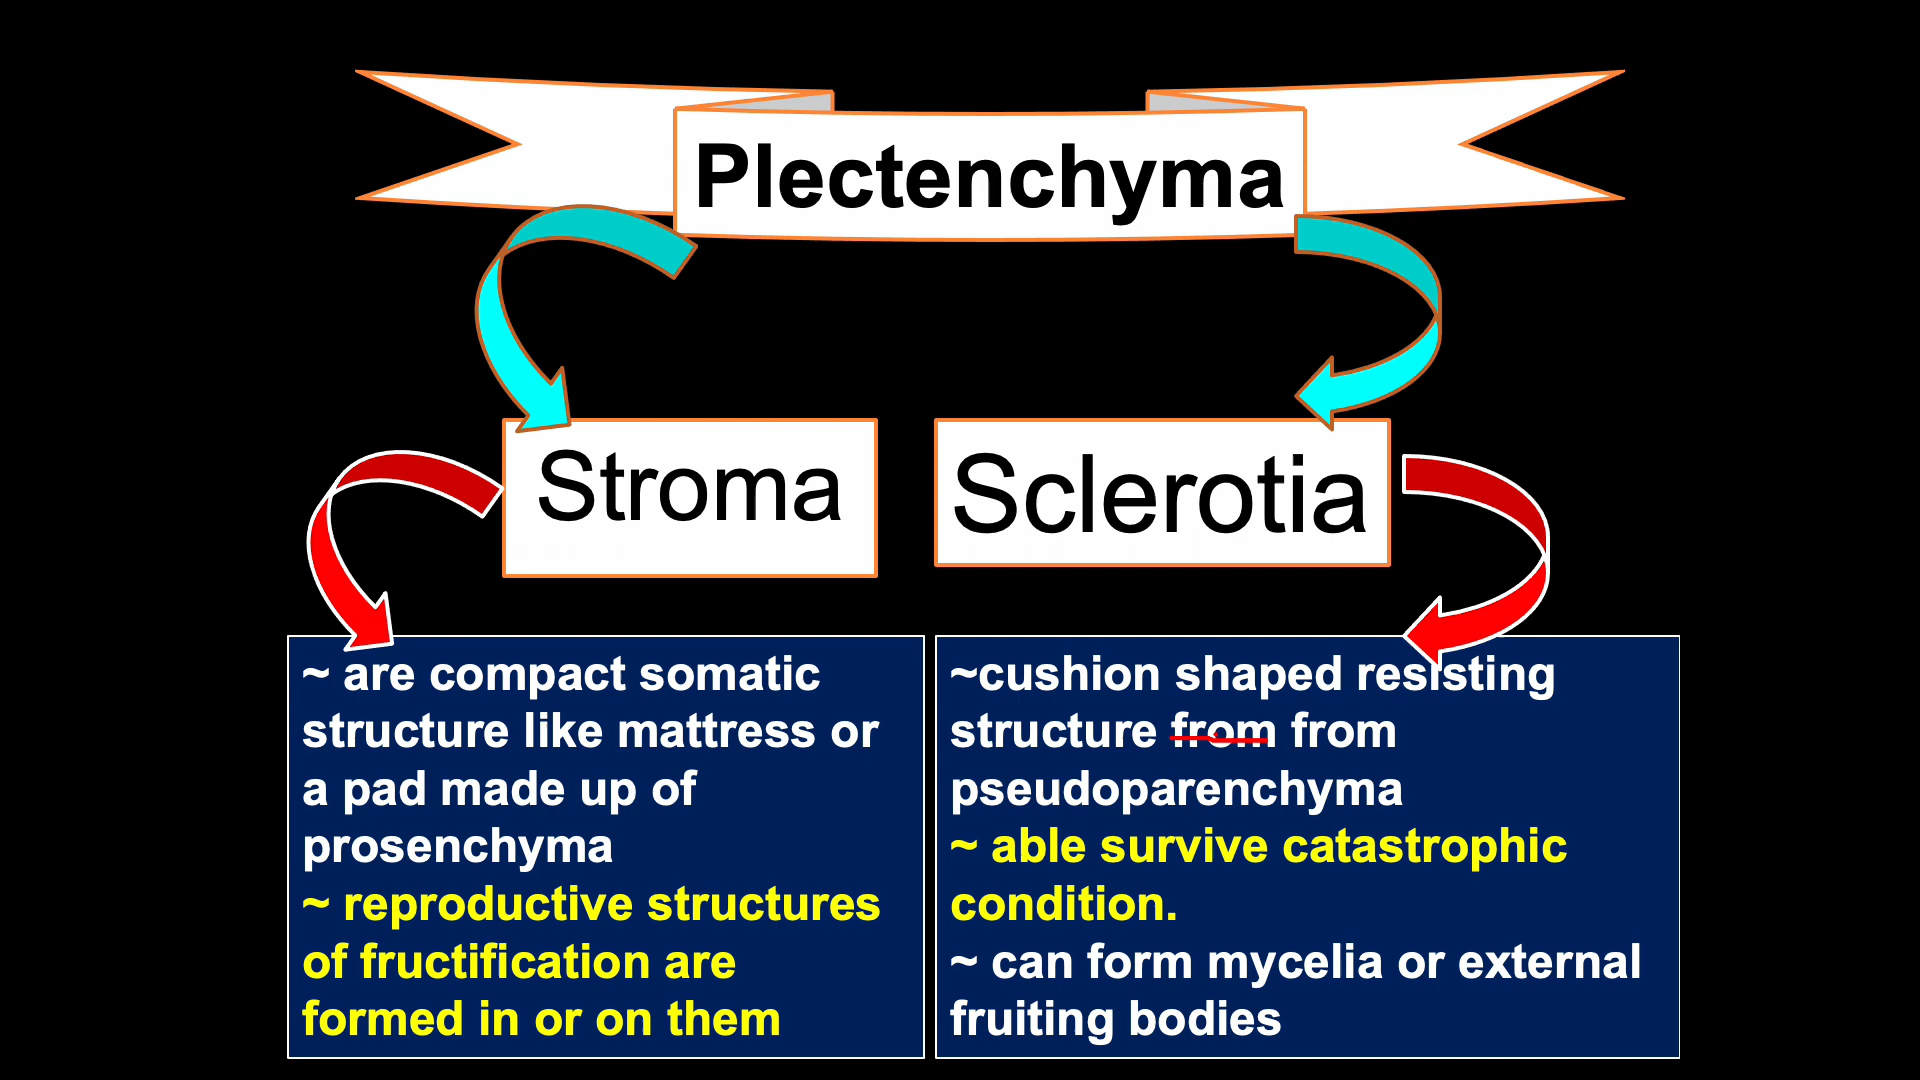 Plectenchyma
Stroma
Sclerotia
~ are compact somatic
structure like mattress or
a pad made up of
prosenchyma
~ reproductive structures
of fructification are
formed in or on them
~cushion shaped resisting
structure from from
pseudoparenchyma
~ able survive catastrophic
condition.
~ can form mycelia or external
fruiting bodies